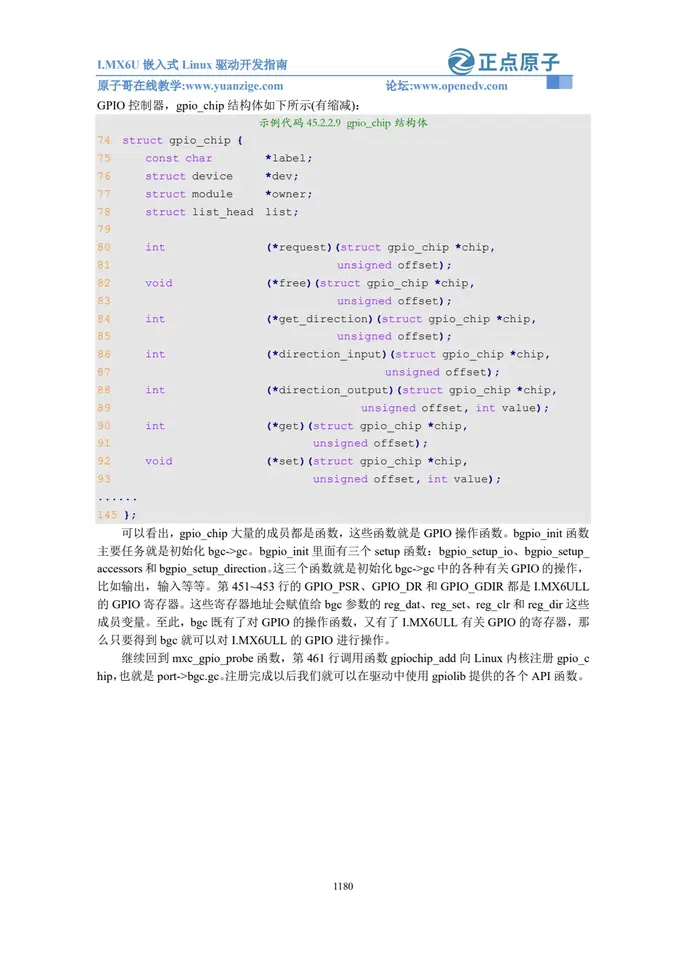 I.MX6U 嵌入式 Linux 驱动开发指南
正点原子
原子哥在线教学:www.yuanzige.com 论坛:www.openedv.com
GPIO 控制器，gpio_chip 结构体如下所示(有缩减)：
示例代码 45.2.2.9 gpio_chip 结构体
74 struct gpio_chip {
75 const char *label;
76 struct device *dev;
77 struct module *owner;
78 struct list_head list;
79
80 int (*request)(struct gpio_chip *chip,
81 unsigned offset);
82 void (*free)(struct gpio_chip *chip,
83 unsigned offset);
84 int (*get_direction)(struct gpio_chip *chip,
85 unsigned offset);
86 int (*direction_input)(struct gpio_chip *chip,
87 unsigned offset);
88 int (*direction_output)(struct gpio_chip *chip,
89 unsigned offset, int value);
90 int (*get)(struct gpio_chip *chip,
91 unsigned offset);
92 void (*set)(struct gpio_chip *chip,
93 unsigned offset, int value);
......
145 };
可以看出，gpio_chip 大量的成员都是函数，这些函数就是 GPIO 操作函数。bgpio_init 函数
主要任务就是初始化 bgc->gc。bgpio_init 里面有三个 setup 函数：bgpio_setup_io、bgpio_setup_
accessors 和 bgpio_setup_direction。这三个函数就是初始化 bgc->gc 中的各种有关 GPIO 的操作，
比如输出，输入等等。第 451~453 行的 GPIO_PSR、GPIO_DR 和 GPIO_GDIR 都是 I.MX6ULL
的 GPIO 寄存器。这些寄存器地址会赋值给 bgc 参数的 reg_dat、reg_set、reg_clr 和 reg_dir 这些
成员变量。至此，bgc 既有了对 GPIO 的操作函数，又有了 I.MX6ULL 有关 GPIO 的寄存器，那
么只要得到 bgc 就可以对 I.MX6ULL 的 GPIO 进行操作。
继续回到 mxc_gpio_probe 函数，第 461 行调用函数 gpiochip_add 向 Linux 内核注册 gpio_c
hip，也就是 port->bgc.gc。注册完成以后我们就可以在驱动中使用 gpiolib 提供的各个 API 函数。
1180